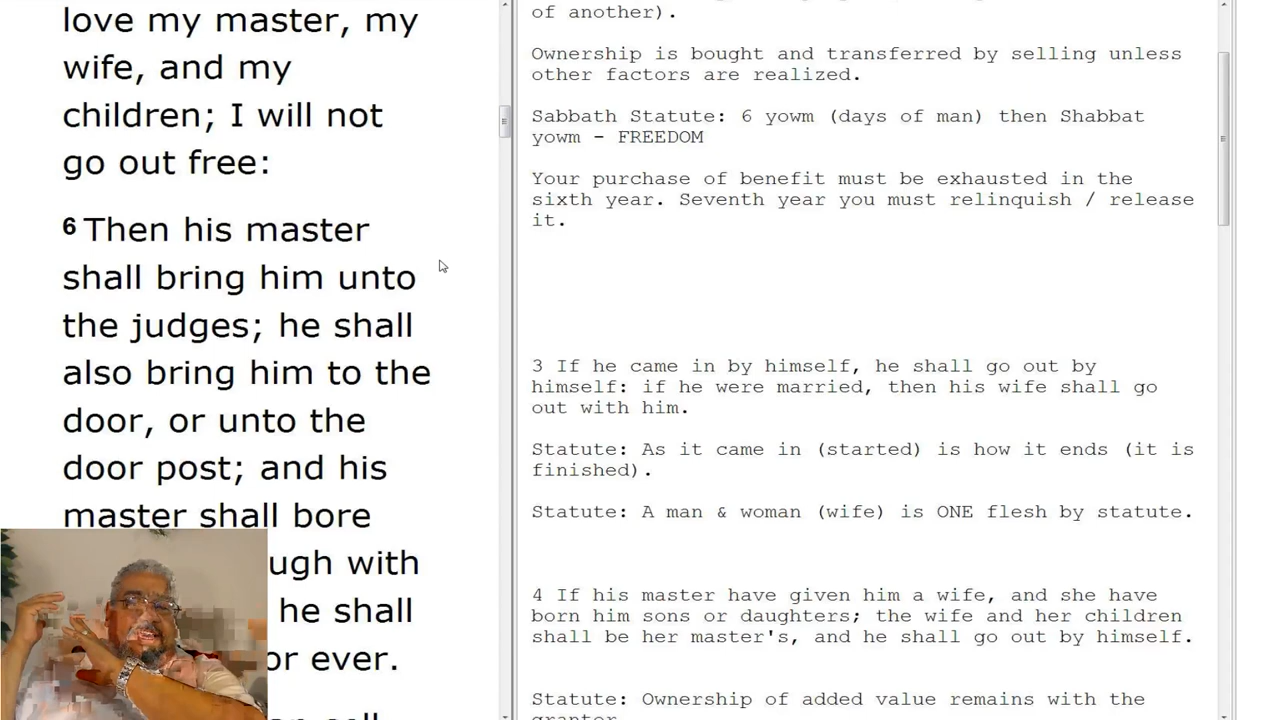 love my master, my
wife, and my
children; I will not
go out free:
6 Then his master
shall bring him unto
the judges; he shall
also bring him to the
door, or unto the
door post; and his
master shall bore
ugh with
he shall
or ever.
of another).
Ownership is bought and transferred by selling unless
other factors are realized.
Sabbath Statute: 6 yowm (days of man) then Shabbat
yowm - FREEDOM
Your purchase of benefit must be exhausted in the
sixth year. Seventh year you must relinquish / release
it.
3 If he came in by himself, he shall go out by
himself: if he were married, then his wife shall go
out with him.
Statute: As it came in (started) is how it ends (it is
finished).
Statute: A man & woman (wife) is ONE flesh by statute.
4 If his master have given him a wife, and she have
born him sons or daughters; the wife and her children
shall be her master's, and he shall go out by himself.
Statute: Ownership of added value remains with the
grantor